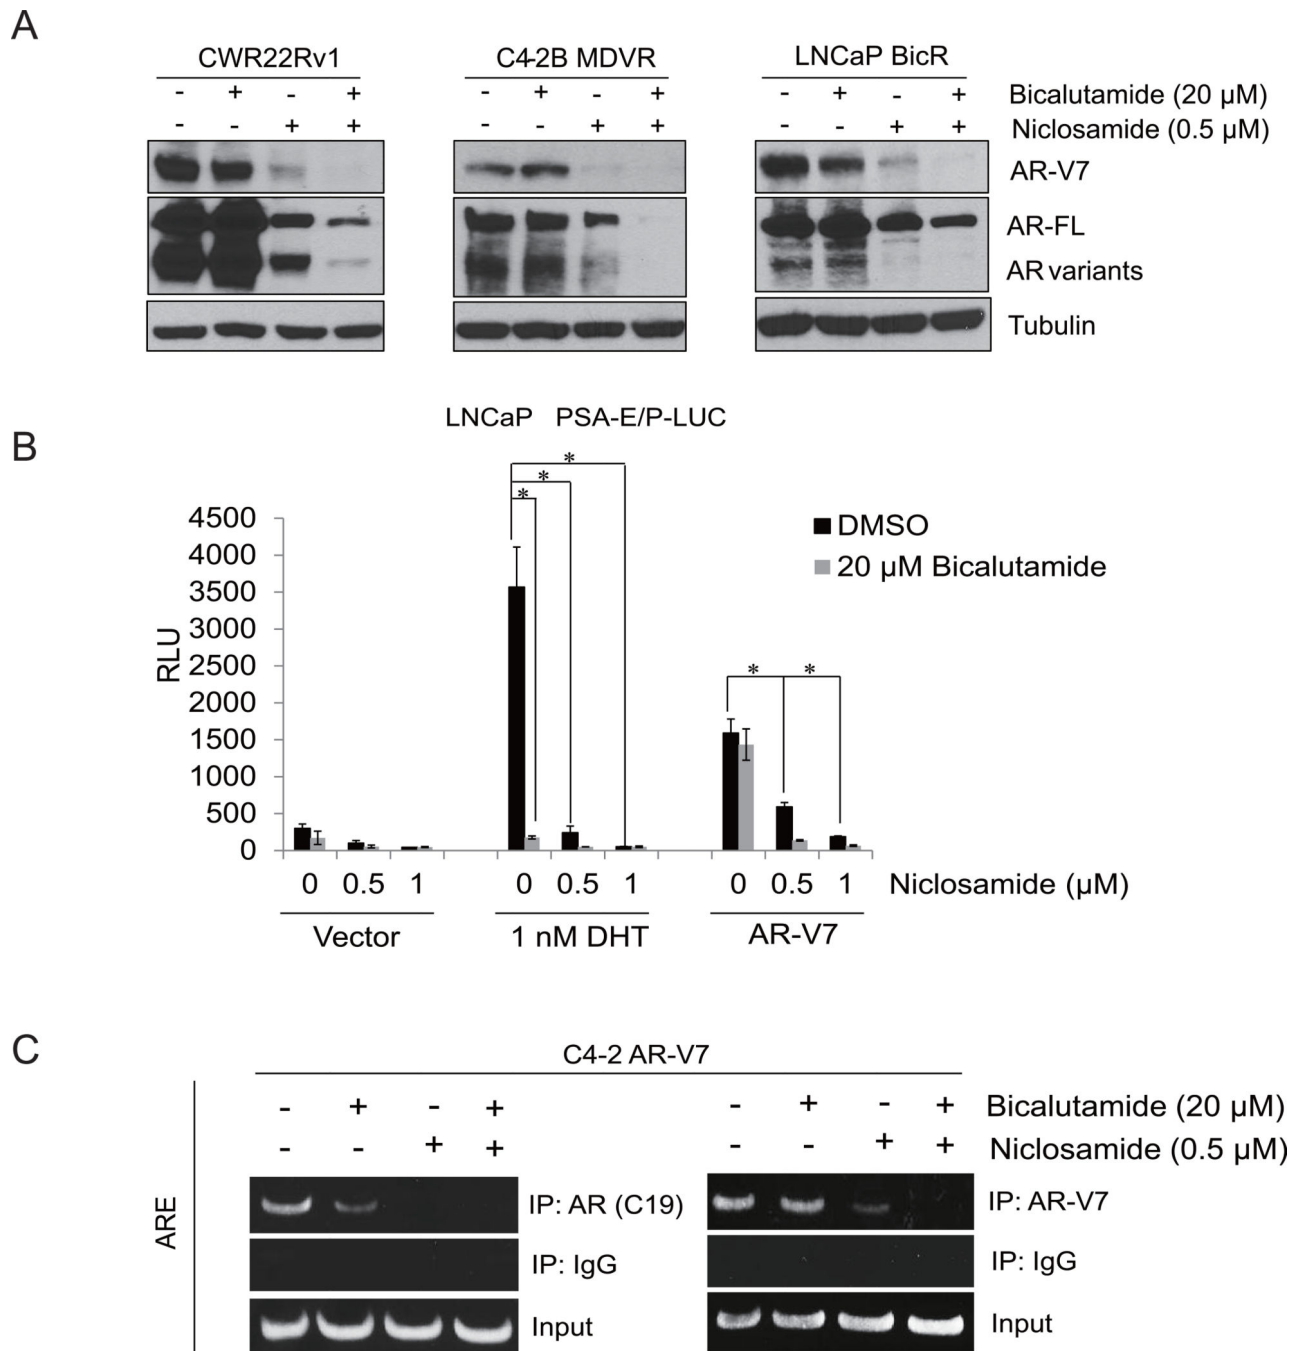 A
CWR22Rv1 C4-2B MDVR LNCaP BicR
- + - + - + - + - + - + Bicalutamide (20 µM)
- - + + - - + + - - + + Niclosamide (0.5 µM)
AR-V7
AR-FL
AR variants
Tubulin
B
LNCaP PSA-E/P-LUC
*
*
*
4500
4000
3500
3000
2500
2000
1500
1000
500
0
RLU
DMSO
20 µM Bicalutamide
* *
0 0.5 1 0 0.5 1 0 0.5 1 Niclosamide (µM)
Vector 1 nM DHT AR-V7
C
C4-2 AR-V7
- + - + - + - + Bicalutamide (20 µM)
- - + + - - + + Niclosamide (0.5 µM)
ARE
IP: AR (C19) IP: AR-V7
IP: IgG IP: IgG
Input Input